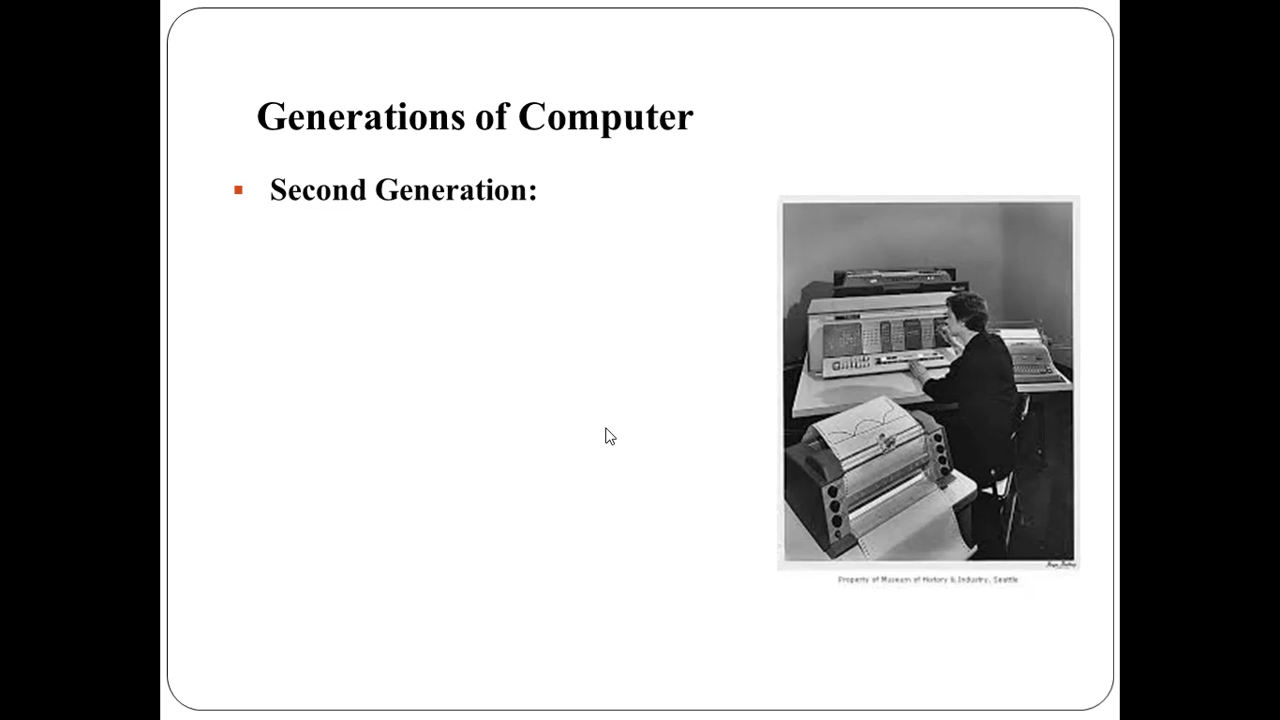 Generations of Computer
Second Generation:
Property of Museum of History & Industry, Seattle